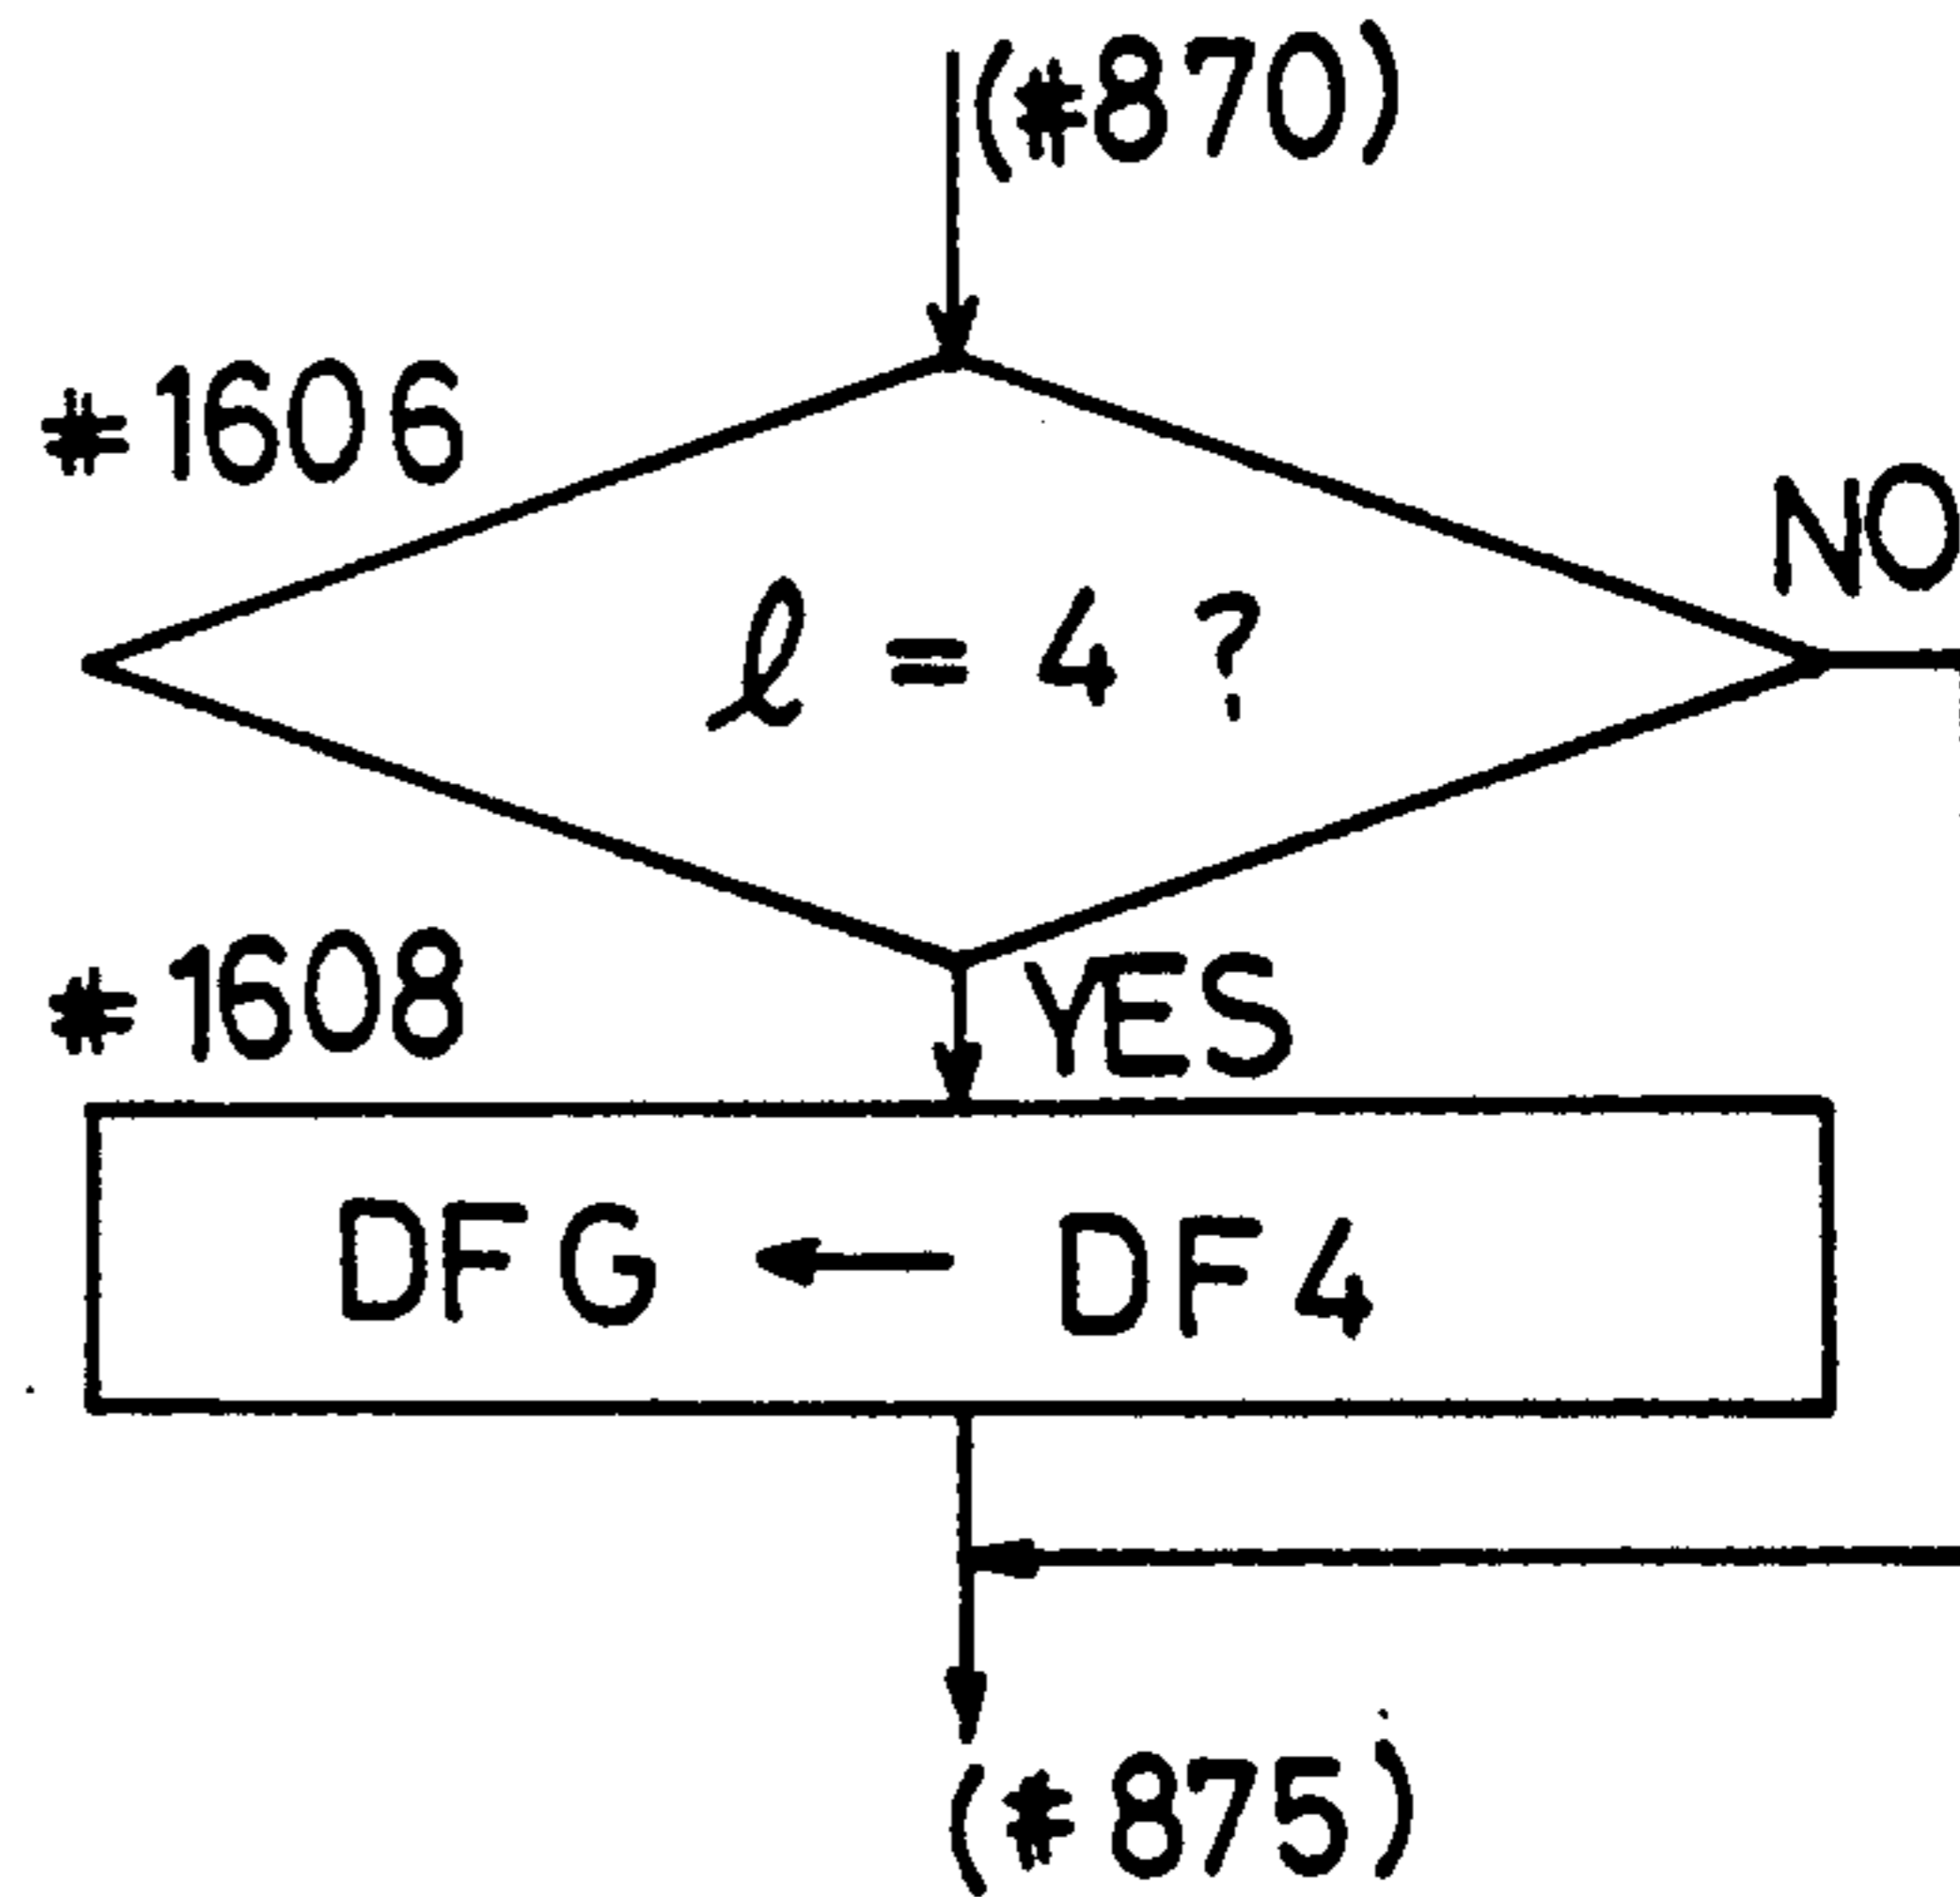 (#870)
#1606
NO
ℓ = 4 ?
#1608
YES
DFG ← DF4
(#875)